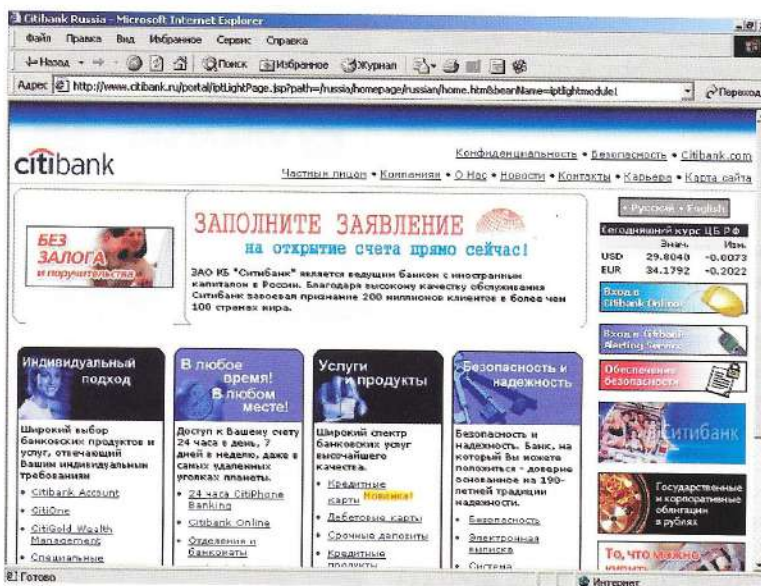 Citibank Russia - Microsoft Internet Explorer
Файл Правка Вид Избранное Сервис Справка
Назад Поиск Избранное Журнал
Адрес http://www.citibank.ru/portal/iptLightPage.jsp?path=/russia/homepage/russian/home.htm&beanName=iptlightmodule1 Переход
citibank
Конфиденциальность • Безопасность • Citibank.com
Частным лицам • Компаниям • О Нас • Новости • Контакты • Карьера • Карта сайта
БЕЗ
ЗАЛОГА
и поручительства
ЗАПОЛНИТЕ ЗАЯВЛЕНИЕ
на открытие счета прямо сейчас!
ЗАО КБ "Ситибанк" является ведущим банком с иностранным
капиталом в России. Благодаря высокому качеству обслуживания
Ситибанк завоевал признание 200 миллионов клиентов в более чем
100 странах мира.
• Русский • English
Сегодняшний курс ЦБ РФ
Знач. Изм.
USD 29.8040 -0.0073
EUR 34.1792 -0.2022
Вход в
Citibank Online
Вход в Citibank
Alerting Service
Обеспечение
безопасности
Ситибанк
Государственные
и корпоративные
облигации
в рублях
То, что можно
купить
Индивидуальный
подход
Широкий выбор
банковских продуктов и
услуг, отвечающий
Вашим индивидуальным
требованиям
• Citibank Account
• CitiOne
• CitiGold Wealth
Management
• Специальные
В любое
время!
В любом
месте!
Доступ к Вашему счету
24 часа в день, 7
дней в неделю, даже в
самых удаленных
уголках планеты.
• 24 часа CitiPhone
Banking
• Citibank Online
• Отделения и
банкоматы
Услуги
и продукты
Широкий спектр
банковских услуг
высочайшего
качества.
• Кредитные
карты Новинка!
• Дебетовые карты
• Срочные депозиты
• Кредитные
продукты
Безопасность и
надежность
Безопасность и
надежность. Банк, на
который Вы можете
положиться - доверие
основанное на 190-
летней традиции
надежности.
• Безопасность
• Электронная
выписка
• Система
Готово Интернет